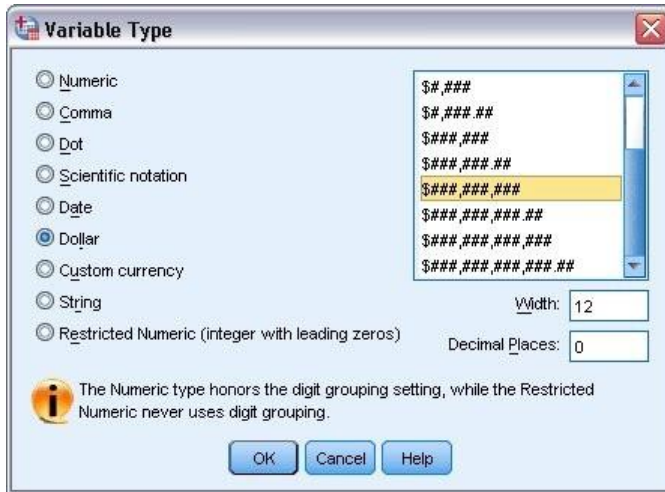 Variable Type
Numeric
Comma
Dot
Scientific notation
Date
Dollar
Custom currency
String
Restricted Numeric (integer with leading zeros)
$#,###
$#,###.##
$###,###
$###,###.##
$###,###,###
$###,###,###.##
$###,###,###,###
$###,###,###,###.##
Width: 12
Decimal Places: 0
The Numeric type honors the digit grouping setting, while the Restricted
Numeric never uses digit grouping.
OK Cancel Help